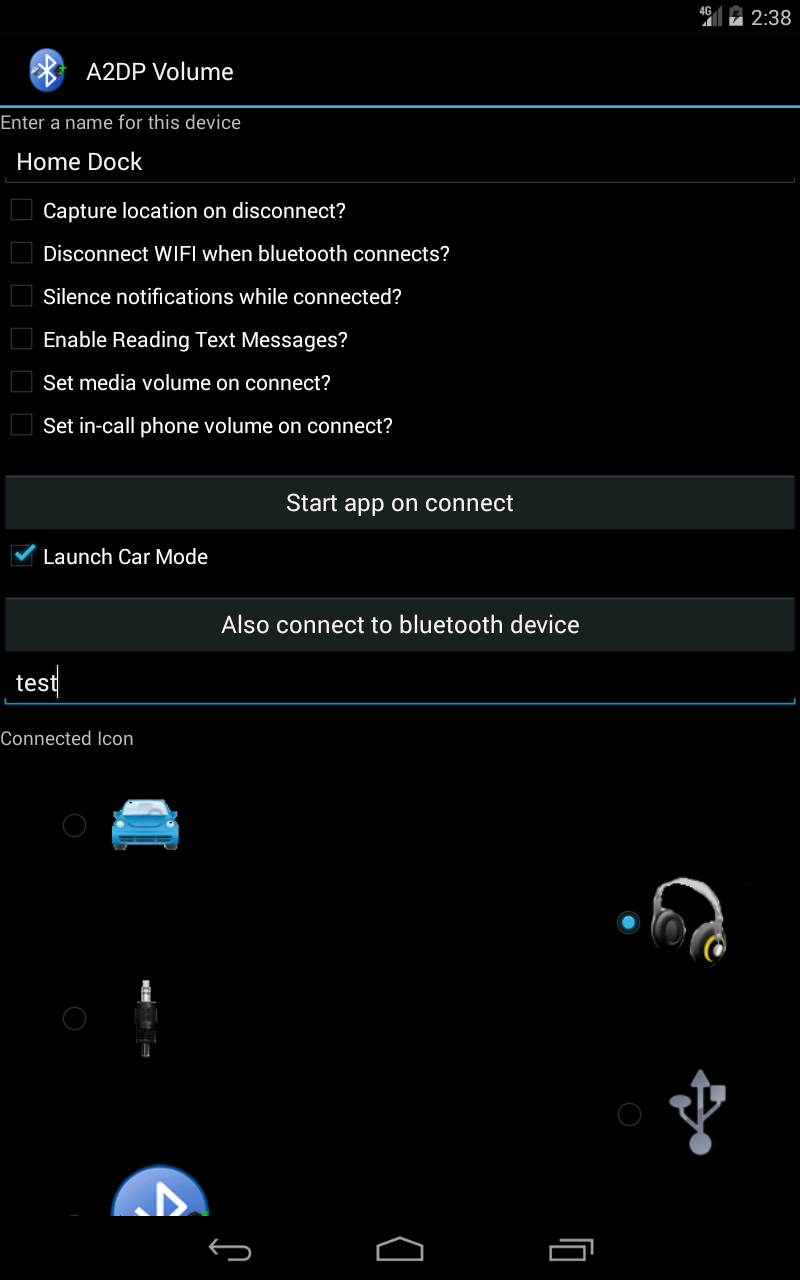 4G 2:38
A2DP Volume
Enter a name for this device
Home Dock
Capture location on disconnect?
Disconnect WIFI when bluetooth connects?
Silence notifications while connected?
Enable Reading Text Messages?
Set media volume on connect?
Set in-call phone volume on connect?
Start app on connect
Launch Car Mode
Also connect to bluetooth device
test
Connected Icon